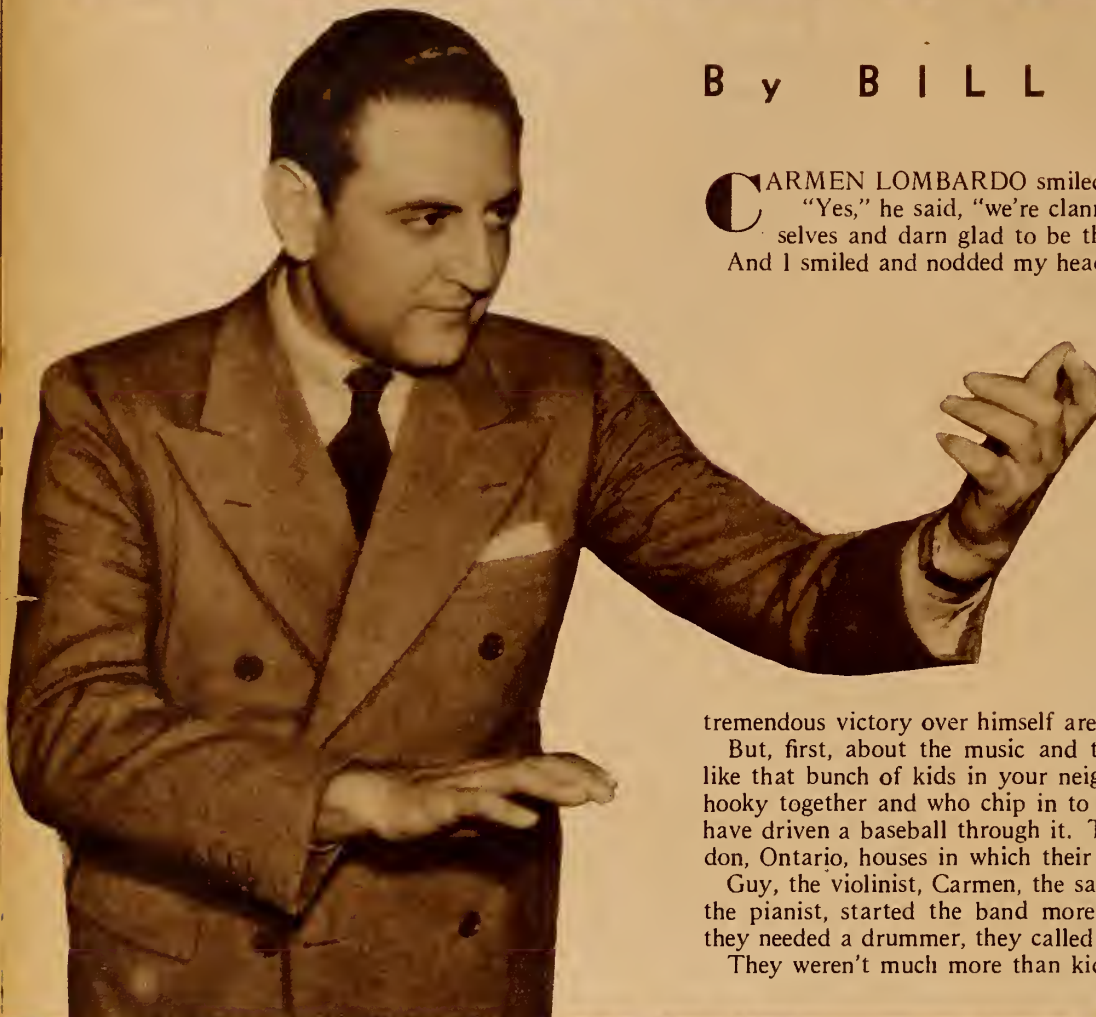 By BILL
CARMEN LOMBARDO smiled
"Yes," he said, "we're clann
selves and darn glad to be th
And I smiled and nodded my head
tremendous victory over himself are
But, first, about the music and t
like that bunch of kids in your neig
hooky together and who chip in to
have driven a baseball through it. T
don, Ontario, houses in which their
Guy, the violinist, Carmen, the sa
the pianist, started the band more
they needed a drummer, they called
They weren't much more than kid